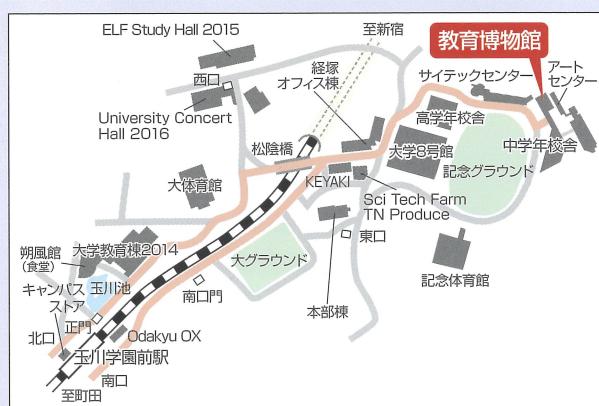 ELF Study Hall 2015
至新宿
教育博物館
西口
経塚
オフィス棟
サイテックセンター
アート
センター
University Concert
Hall 2016
高学年校舎
松陰橋
大学8号館
中学年校舎
大体育館
KEYAKI
記念グラウンド
Sci Tech Farm
TN Produce
朔風館
(食堂)
大学教育棟2014
東口
大グラウンド
キャンパス
ストア
玉川池
南口門
本部棟
記念体育館
正門
北口
Odakyu OX
玉川学園前駅
南口
至町田